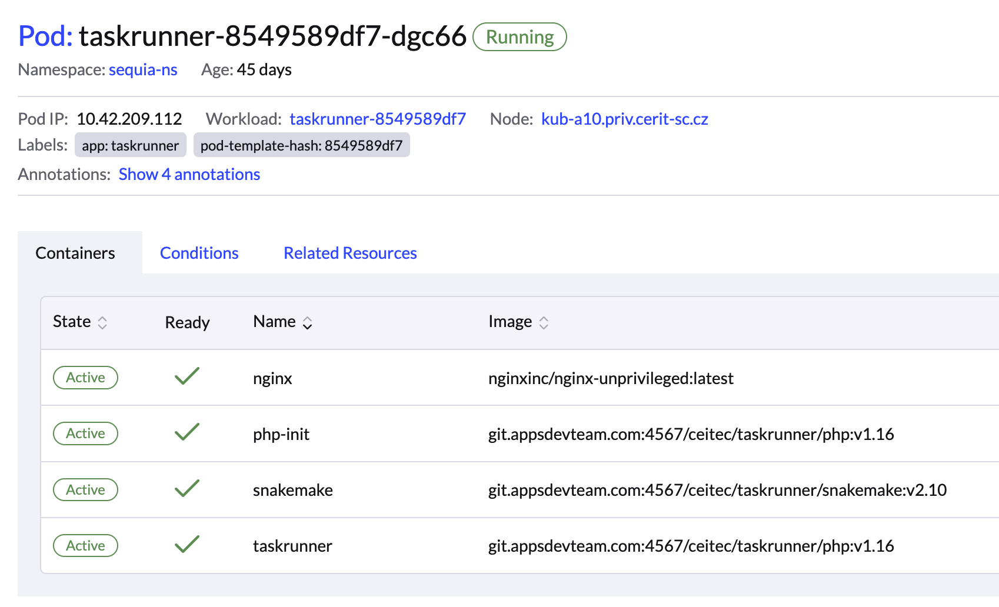 Pod: taskrunner-8549589df7-dgc66 Running
Namespace: sequia-ns Age: 45 days
Pod IP: 10.42.209.112 Workload: taskrunner-8549589df7 Node: kub-a10.priv.cerit-sc.cz
Labels: app: taskrunner pod-template-hash: 8549589df7
Annotations: Show 4 annotations
Containers Conditions Related Resources
State Ready Name Image
Active nginx nginxinc/nginx-unprivileged:latest
Active php-init git.appsdevteam.com:4567/ceitec/taskrunner/php:v1.16
Active snakemake git.appsdevteam.com:4567/ceitec/taskrunner/snakemake:v2.10
Active taskrunner git.appsdevteam.com:4567/ceitec/taskrunner/php:v1.16